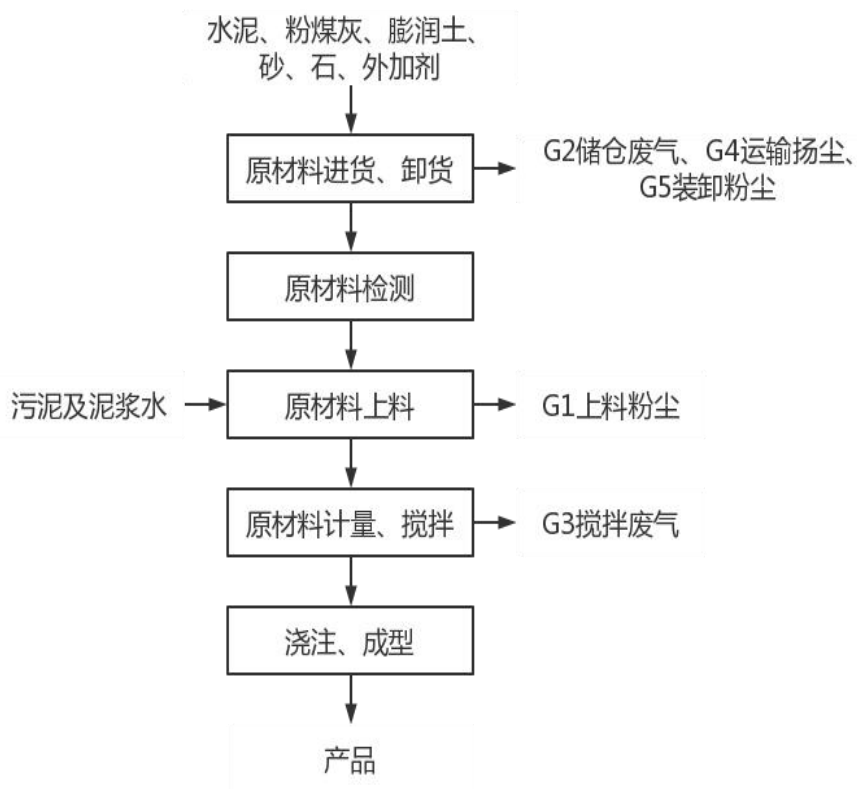 水泥、粉煤灰、膨润土、
砂、石、外加剂
原材料进货、卸货
G2储仓废气、G4运输扬尘、
G5装卸粉尘
原材料检测
污泥及泥浆水
原材料上料
G1上料粉尘
原材料计量、搅拌
G3搅拌废气
浇注、成型
产品